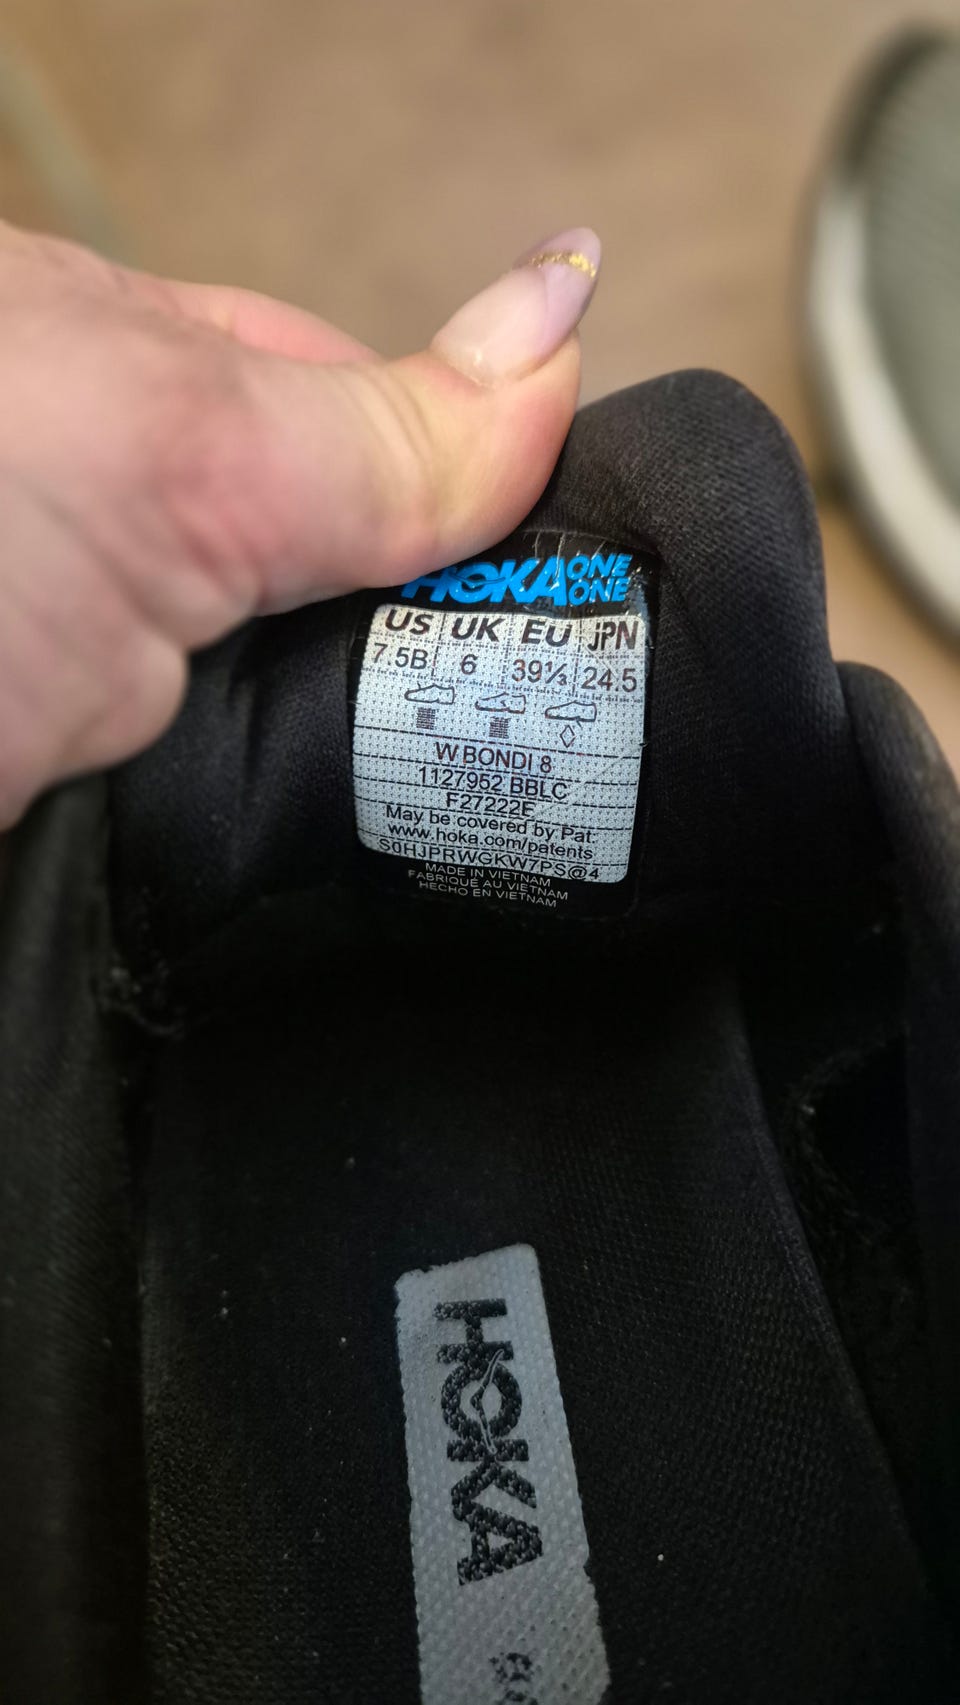 HOKA ONE ONE
US UK EU JPN
7.5B 6 39⅓ 24.5
W BONDI 8
1127952 BBLC
F27222E
May be covered by Pat.
www.hoka.com/patents
S0HJPRWGKW7PS@4
MADE IN VIETNAM
FABRIQUÉ AU VIETNAM
HECHO EN VIETNAM
HOKA